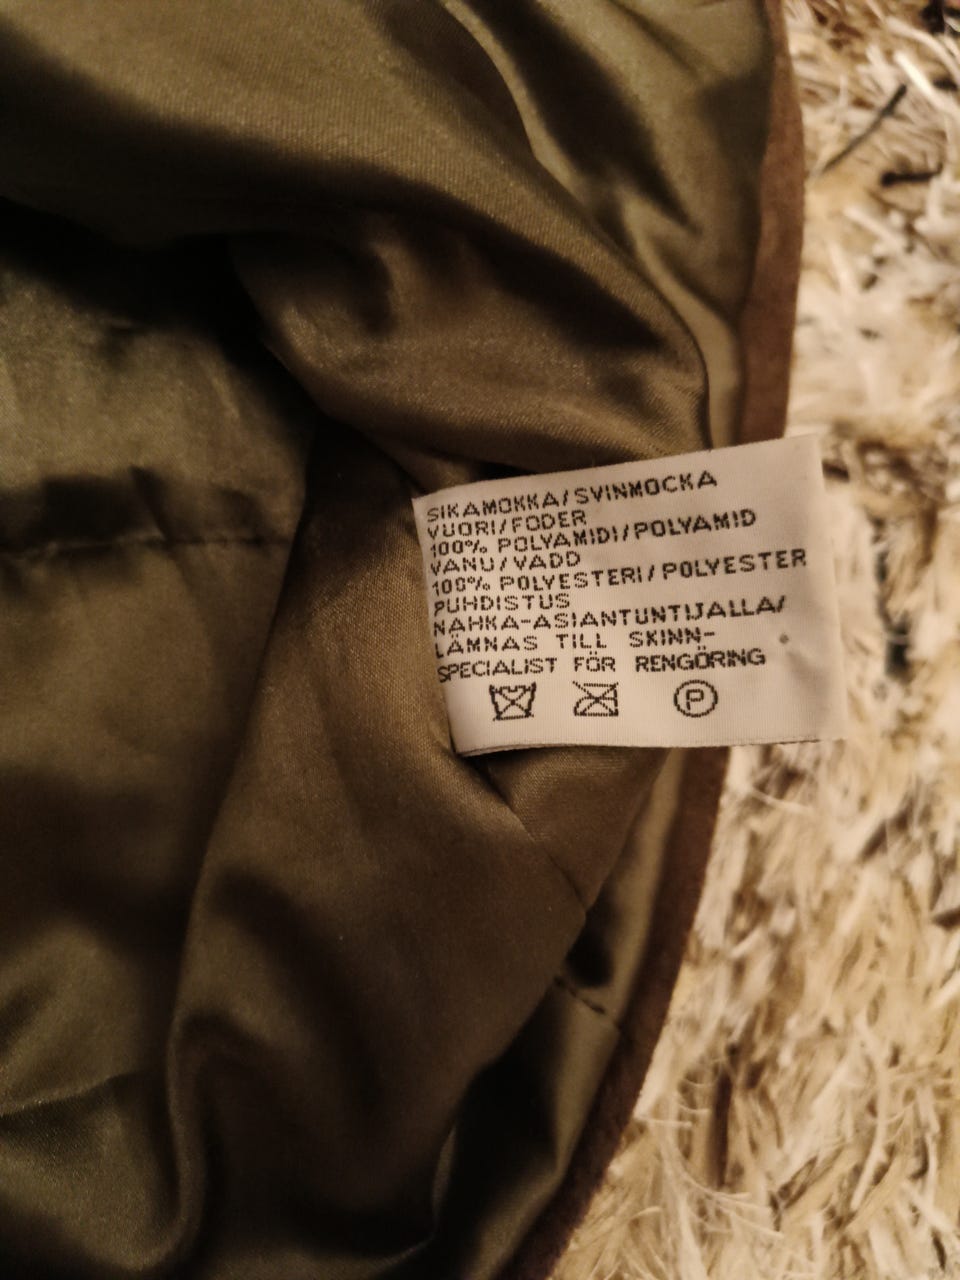 SIKAMOKKA/SVINMOCKA
VUORI/FODER
100% POLYAMIDI/POLYAMID
VANU/VADD
100% POLYESTERI/POLYESTER
PUHDISTUS
NAHKA-ASIANTUNTIJALLA/
LÄMNAS TILL SKINN-
SPECIALIST FÖR RENGÖRING
P